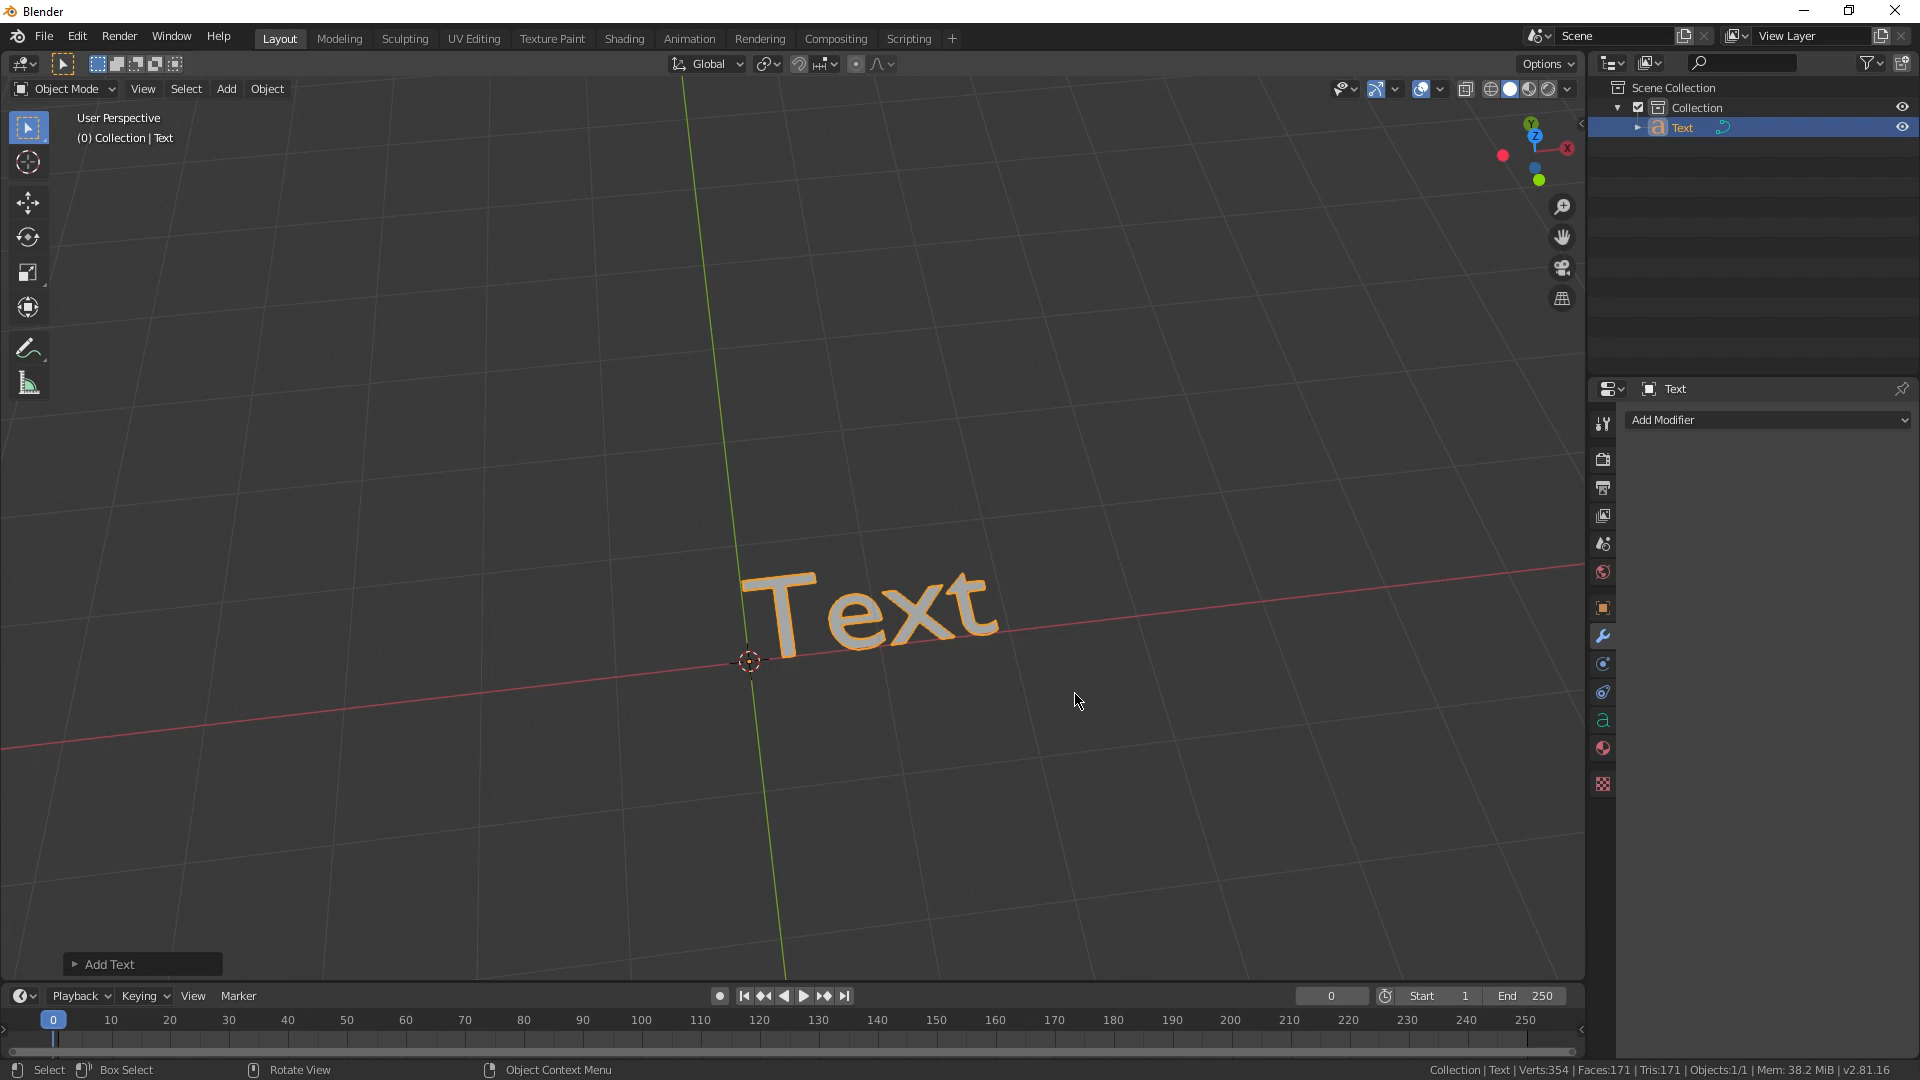 Blender
File Edit Render Window Help
Layout Modeling Sculpting UV Editing Texture Paint Shading Animation Rendering Compositing Scripting +
Scene
View Layer
Global
Options
Object Mode View Select Add Object
User Perspective
(0) Collection | Text
Y
Z
X
Scene Collection
Collection
Text
Text
Add Modifier
Text
Add Text
Playback Keying View Marker
0
Start 1
End 250
0 10 20 30 40 50 60 70 80 90 100 110 120 130 140 150 160 170 180 190 200 210 220 230 240 250
Select Box Select Rotate View Object Context Menu
Collection | Text | Verts:354 | Faces:171 | Tris:171 | Objects:1/1 | Mem: 38.2 MiB | v2.81.16